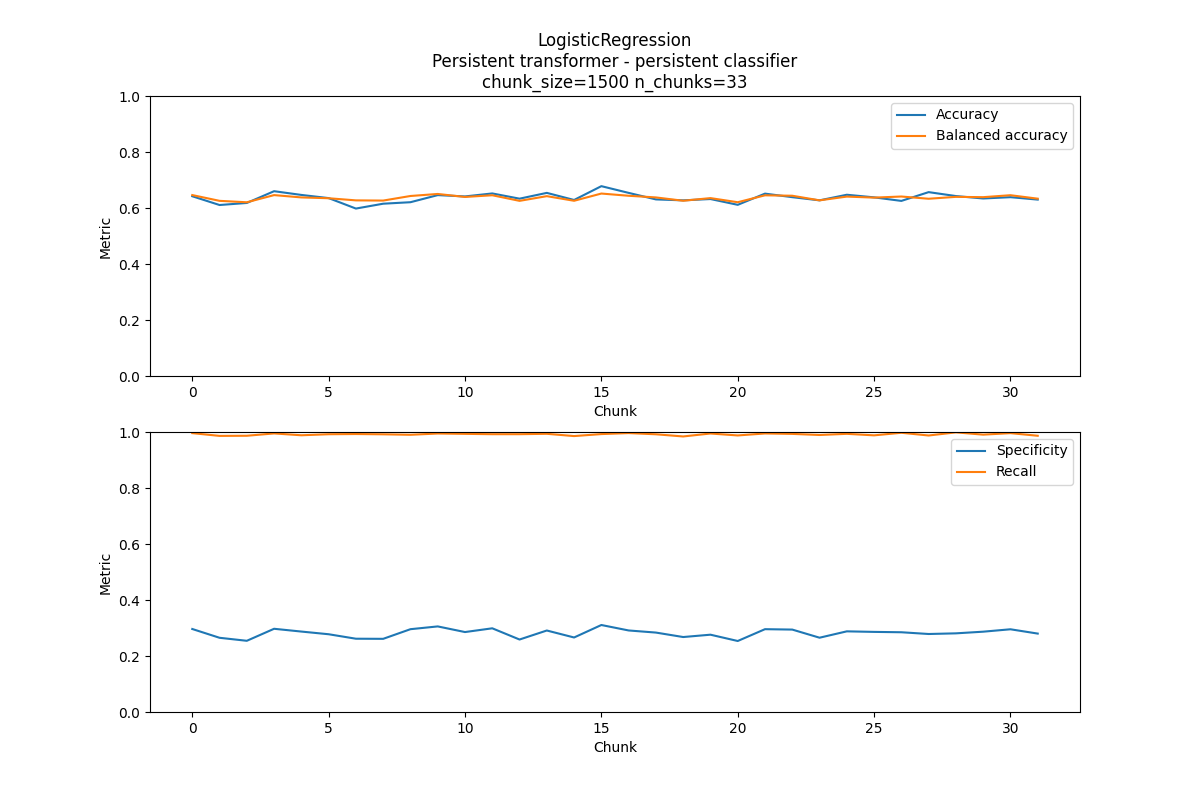 LogisticRegression
Persistent transformer - persistent classifier
chunk_size=1500 n_chunks=33
1.0
0.8
0.6
0.4
0.2
0.0
Metric
Accuracy
Balanced accuracy
0 5 10 15 20 25 30
Chunk
1.0
0.8
0.6
0.4
0.2
0.0
Metric
Specificity
Recall
0 5 10 15 20 25 30
Chunk